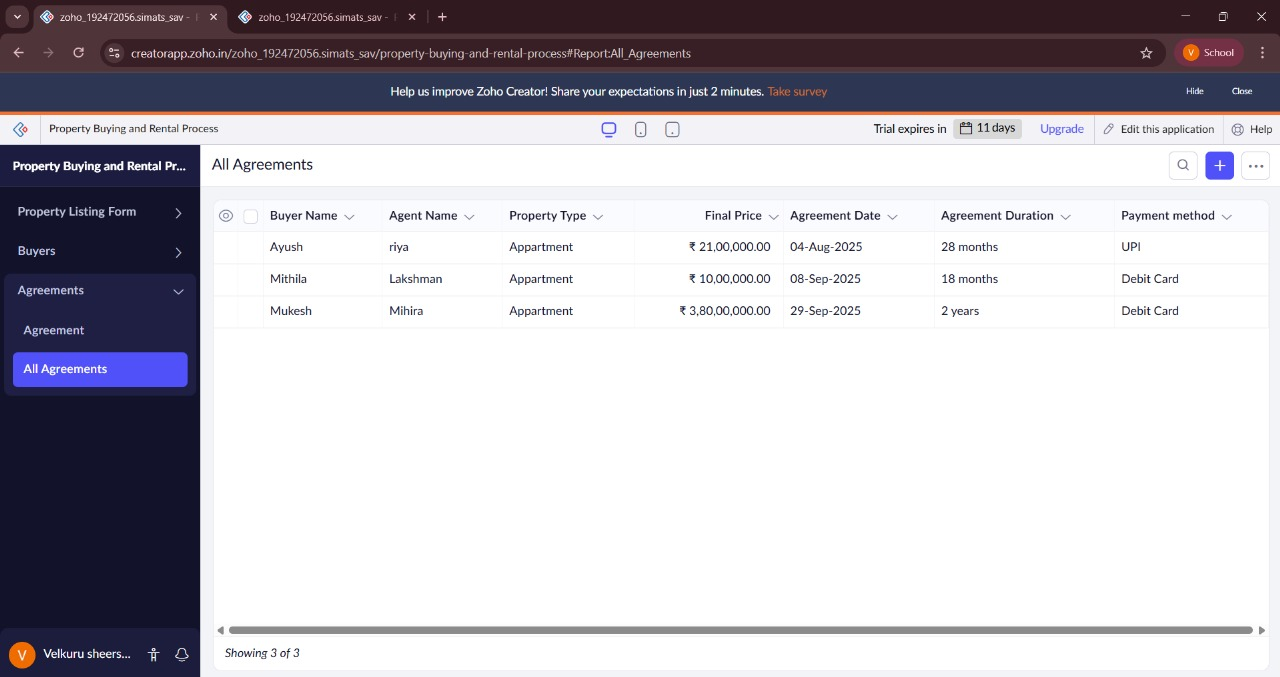 zoho_192472056.simats_sav -
zoho_192472056.simats_sav -
creatorapp.zoho.in/zoho_192472056.simats_sav/property-buying-and-rental-process#Report:All_Agreements
V School
Help us improve Zoho Creator! Share your expectations in just 2 minutes. Take survey
Hide
Close
Property Buying and Rental Process
Trial expires in 11 days
Upgrade
Edit this application
Help
Property Buying and Rental Pr...
All Agreements
Property Listing Form
Buyers
Agreements
Agreement
All Agreements
Buyer Name Agent Name Property Type Final Price Agreement Date Agreement Duration Payment method
Ayush riya Appartment ₹ 21,00,000.00 04-Aug-2025 28 months UPI
Mithila Lakshman Appartment ₹ 10,00,000.00 08-Sep-2025 18 months Debit Card
Mukesh Mihira Appartment ₹ 3,80,00,000.00 29-Sep-2025 2 years Debit Card
Showing 3 of 3
V Velkuru sheers...